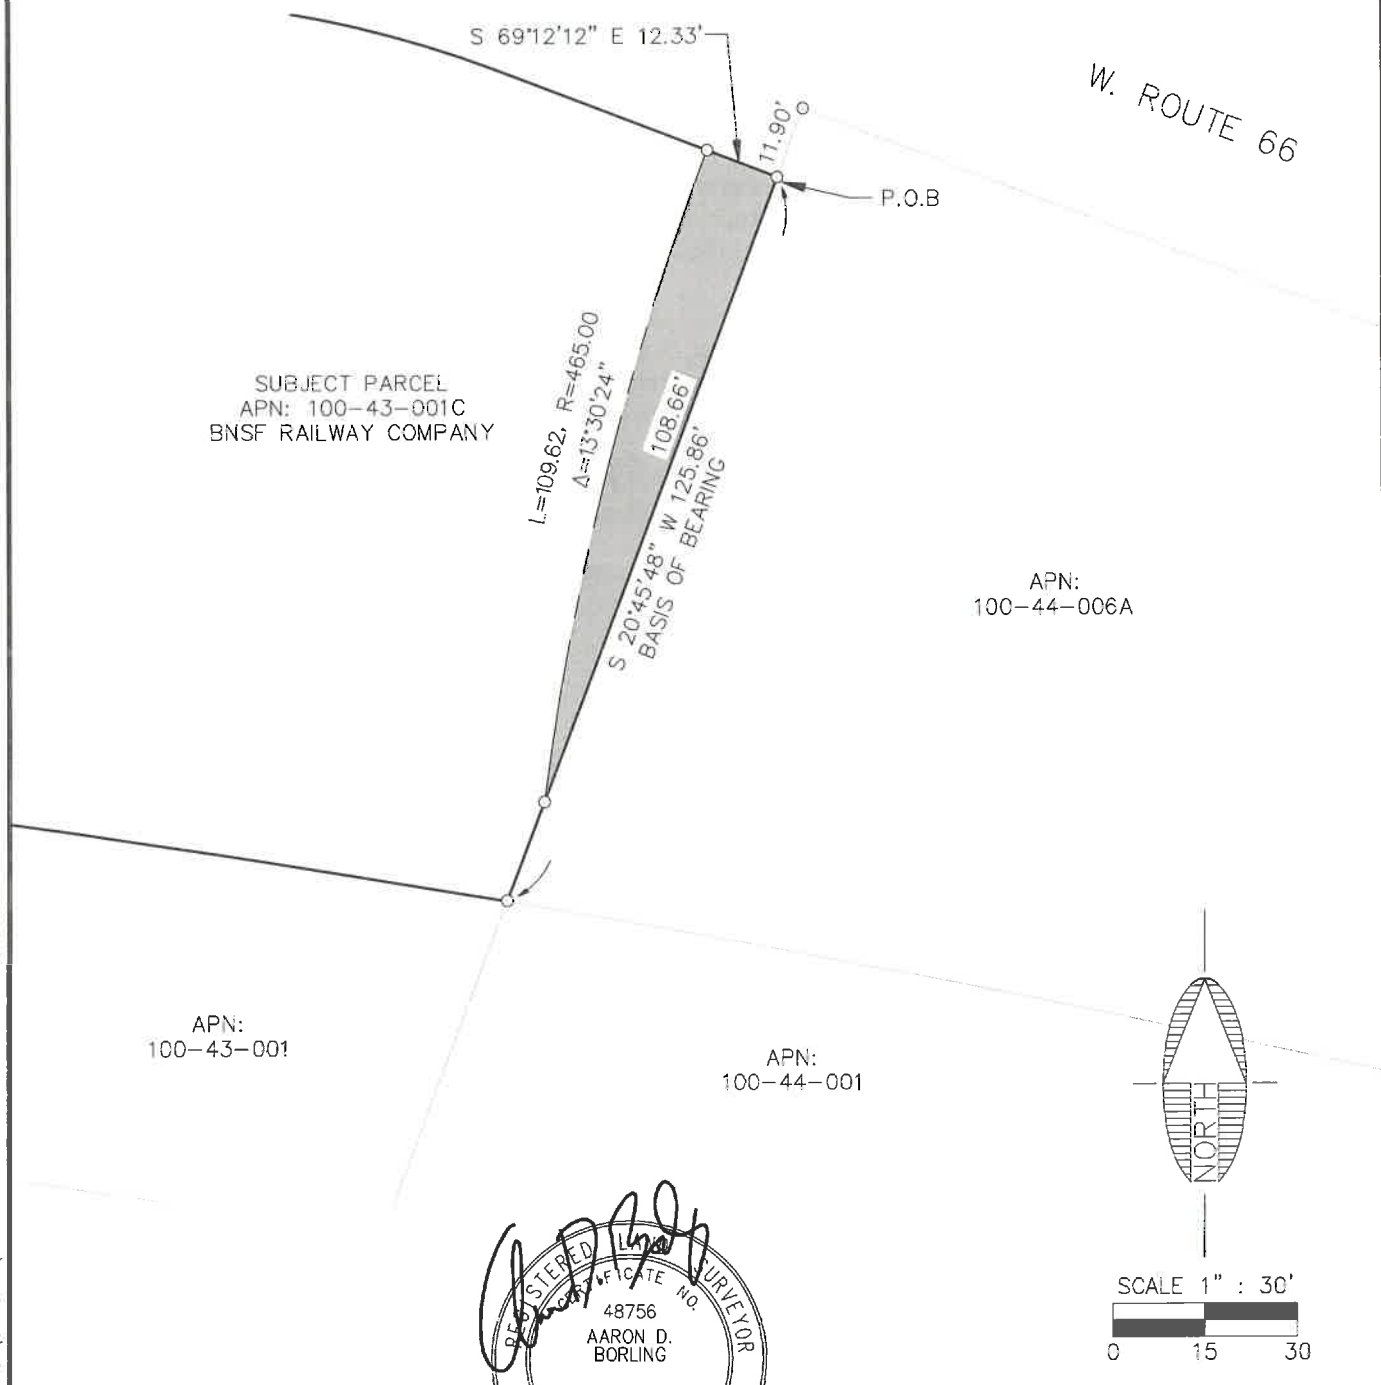 S 69°12'12" E 12.33'
W. ROUTE 66
11.90'
P.O.B
L=109.62, R=465.00
Δ=13°30'24"
SUBJECT PARCEL
APN: 100-43-001C
BNSF RAILWAY COMPANY
108.66'
S 20°45'48" W 125.86'
BASIS OF BEARING
APN:
100-44-006A
APN:
100-43-001
APN:
100-44-001
NORTH
SCALE 1" : 30'
0 15 30
REGISTERED LAND SURVEYOR
CERTIFICATE NO.
48756
AARON D.
BORLING